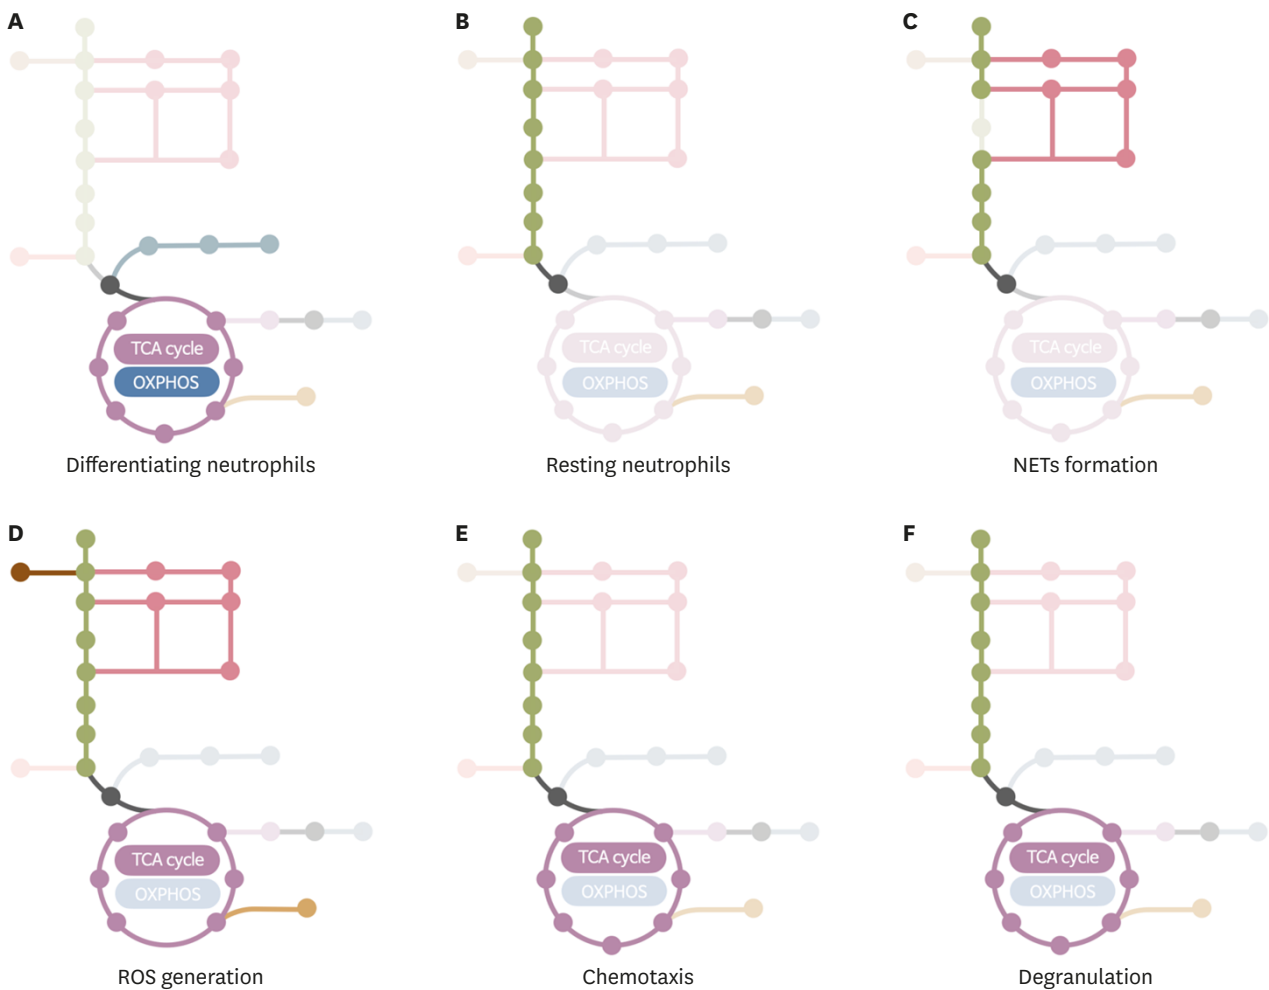 A
B
C
TCA cycle
OXPHOS
TCA cycle
OXPHOS
TCA cycle
OXPHOS
Differentiating neutrophils
Resting neutrophils
NETs formation
D
E
F
TCA cycle
OXPHOS
TCA cycle
OXPHOS
TCA cycle
OXPHOS
ROS generation
Chemotaxis
Degranulation